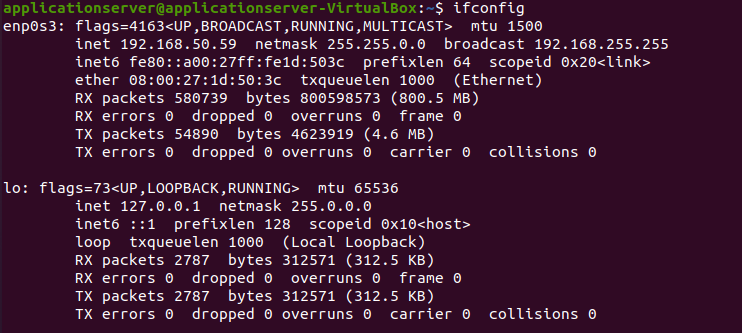 applicationserver@applicationserver-VirtualBox:~$ ifconfig
enp0s3: flags=4163<UP,BROADCAST,RUNNING,MULTICAST>  mtu 1500
        inet 192.168.50.59  netmask 255.255.0.0  broadcast 192.168.255.255
        inet6 fe80::a00:27ff:fe1d:503c  prefixlen 64  scopeid 0x20<link>
        ether 08:00:27:1d:50:3c  txqueuelen 1000  (Ethernet)
        RX packets 580739  bytes 800598573 (800.5 MB)
        RX errors 0  dropped 0  overruns 0  frame 0
        TX packets 54890  bytes 4623919 (4.6 MB)
        TX errors 0  dropped 0 overruns 0  carrier 0  collisions 0

lo: flags=73<UP,LOOPBACK,RUNNING>  mtu 65536
        inet 127.0.0.1  netmask 255.0.0.0
        inet6 ::1  prefixlen 128  scopeid 0x10<host>
        loop  txqueuelen 1000  (Local Loopback)
        RX packets 2787  bytes 312571 (312.5 KB)
        RX errors 0  dropped 0  overruns 0  frame 0
        TX packets 2787  bytes 312571 (312.5 KB)
        TX errors 0  dropped 0 overruns 0  carrier 0  collisions 0